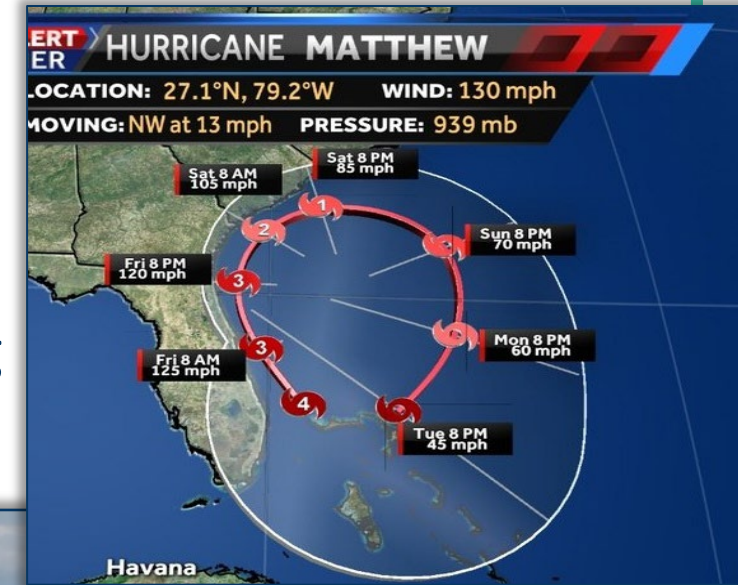 ERT HURRICANE MATTHEW
ER
LOCATION: 27.1°N, 79.2°W WIND: 130 mph
MOVING: NW at 13 mph PRESSURE: 939 mb
Sat 8 PM
85 mph
Sat 8 AM
105 mph
1
2
Sun 8 PM
70 mph
Fri 8 PM
120 mph
3
Mon 8 PM
60 mph
Fri 8 AM
125 mph
3
4
Tue 8 PM
45 mph
Havana